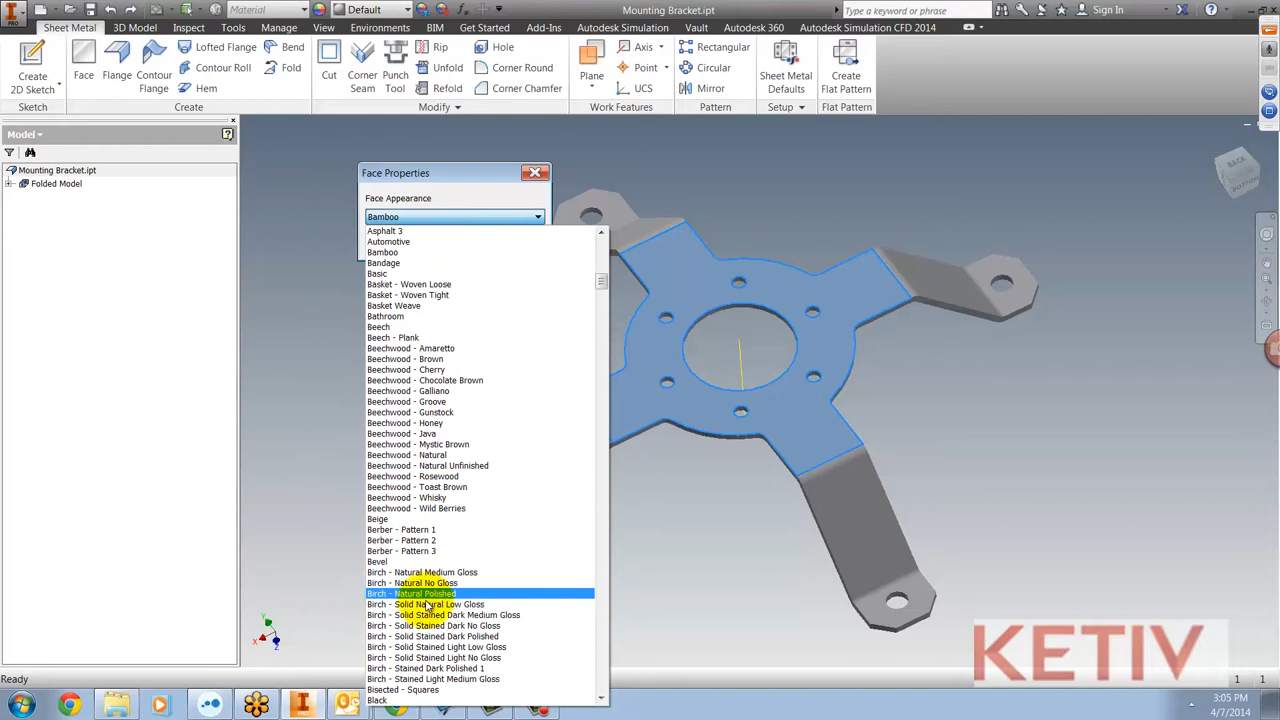 Material
Default
Mounting Bracket.ipt
Search Help & Commands...
Sign In
PRO
Sheet Metal
3D Model
Inspect
Tools
Manage
View
Environments
BIM
Get Started
Add-Ins
Autodesk Simulation
Vault
Autodesk 360
Autodesk Simulation CFD 2014
Create
2D Sketch
Face
Flange
Contour
Flange
Lofted Flange
Contour Roll
Hem
Bend
Fold
Cut
Corner
Seam
Punch
Tool
Rip
Unfold
Refold
Hole
Corner Round
Corner Chamfer
Plane
Axis
Point
UCS
Rectangular
Circular
Mirror
Sheet Metal
Defaults
Create
Flat Pattern
Sketch
Create
Modify
Work Features
Pattern
Setup
Flat Pattern
Model
Mounting Bracket.ipt
Folded Model
Face Properties
Face Appearance
Bamboo
Asphalt 3
Automotive
Bamboo
Bandage
Basic
Basket - Woven Loose
Basket - Woven Tight
Basket Weave
Bathroom
Beech
Beech - Plank
Beechwood - Amaretto
Beechwood - Brown
Beechwood - Cherry
Beechwood - Chocolate Brown
Beechwood - Galliano
Beechwood - Groove
Beechwood - Gunstock
Beechwood - Honey
Beechwood - Java
Beechwood - Mystic Brown
Beechwood - Natural
Beechwood - Natural Unfinished
Beechwood - Rosewood
Beechwood - Toast Brown
Beechwood - Whisky
Beechwood - Wild Berries
Beige
Berber - Pattern 1
Berber - Pattern 2
Berber - Pattern 3
Bevel
Birch - Natural Medium Gloss
Birch - Natural No Gloss
Birch - Natural Polished
Birch - Solid Natural Low Gloss
Birch - Solid Stained Dark Medium Gloss
Birch - Solid Stained Dark No Gloss
Birch - Solid Stained Dark Polished
Birch - Solid Stained Light Low Gloss
Birch - Solid Stained Light No Gloss
Birch - Stained Dark Polished 1
Birch - Stained Light Medium Gloss
Bisected - Squares
Black
BOTTOM
Y
X
Z
KETIV
Ready
1
1
3:05 PM
4/7/2014